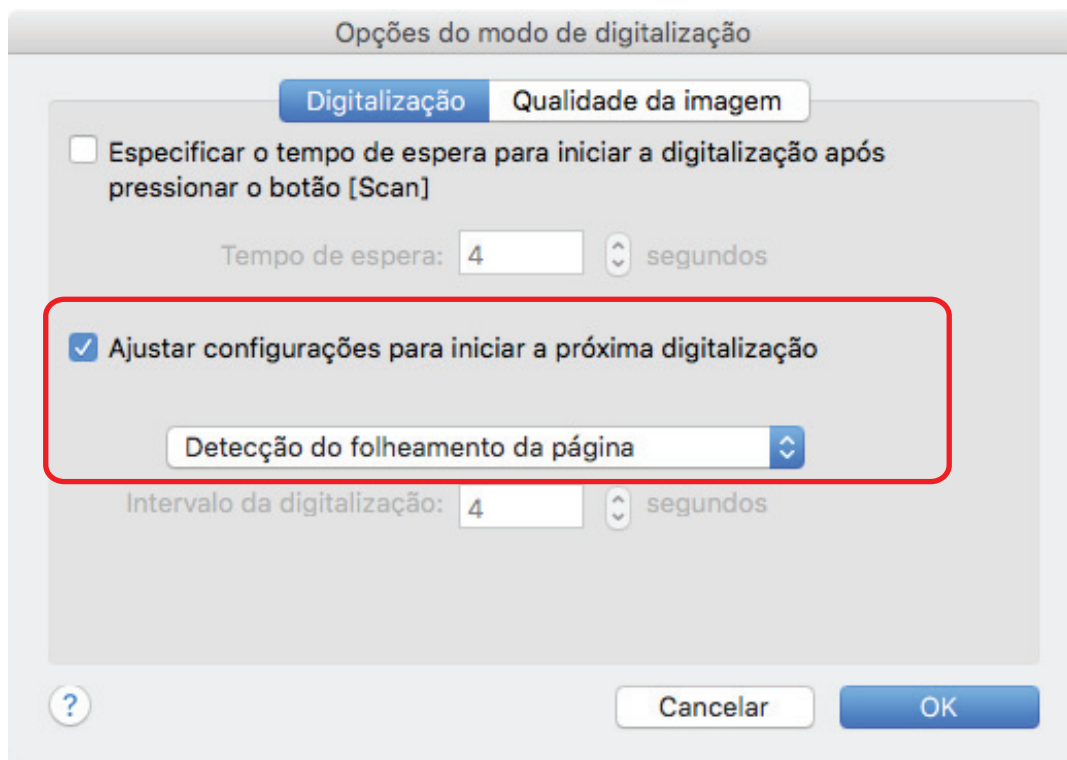 Opções do modo de digitalização
Digitalização Qualidade da imagem
Especificar o tempo de espera para iniciar a digitalização após
pressionar o botão [Scan]
Tempo de espera: 4 segundos
Ajustar configurações para iniciar a próxima digitalização
Detecção do folheamento da página
Intervalo da digitalização: 4 segundos
? Cancelar OK